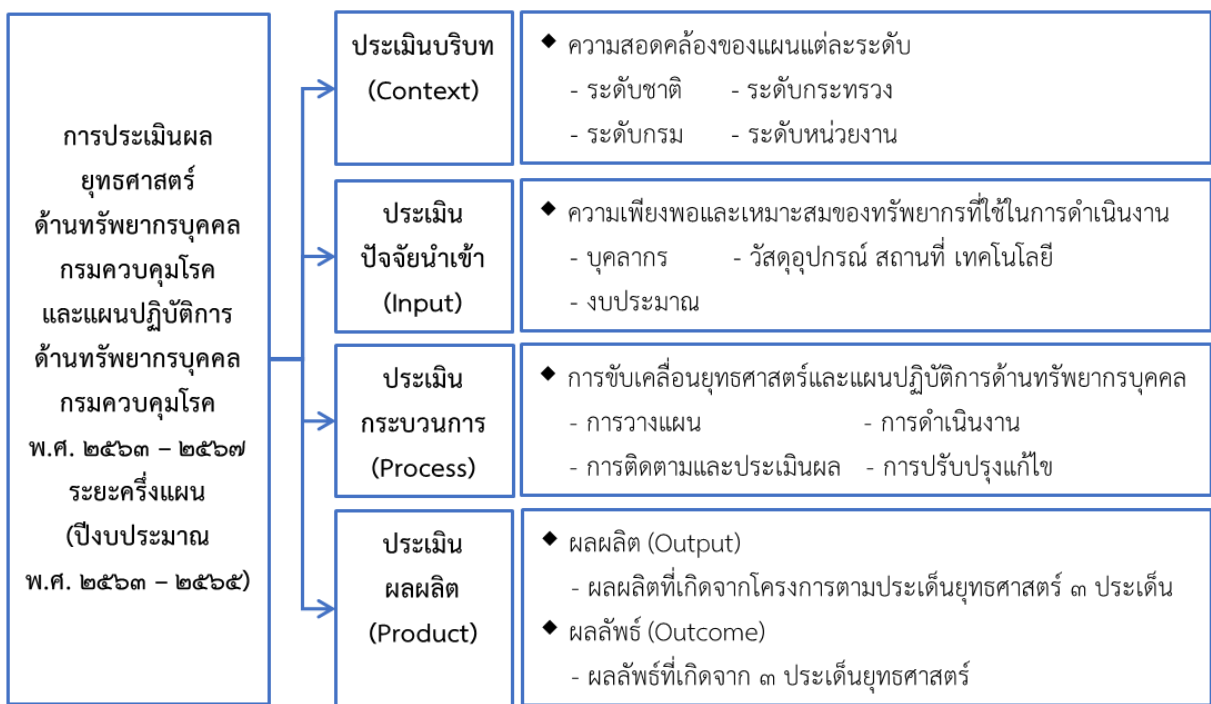 การประเมินผล
ยุทธศาสตร์
ด้านทรัพยากรบุคคล
กรมควบคุมโรค
และแผนปฏิบัติการ
ด้านทรัพยากรบุคคล
กรมควบคุมโรค
พ.ศ. ๒๕๖๓ – ๒๕๖๗
ระยะครึ่งแผน
(ปีงบประมาณ
พ.ศ. ๒๕๖๓ – ๒๕๖๕)
ประเมินบริบท
(Context)
◆ ความสอดคล้องของแผนแต่ละระดับ
- ระดับชาติ - ระดับกระทรวง
- ระดับกรม - ระดับหน่วยงาน
ประเมิน
ปัจจัยนำเข้า
(Input)
◆ ความเพียงพอและเหมาะสมของทรัพยากรที่ใช้ในการดำเนินงาน
- บุคลากร - วัสดุอุปกรณ์ สถานที่ เทคโนโลยี
- งบประมาณ
ประเมิน
กระบวนการ
(Process)
◆ การขับเคลื่อนยุทธศาสตร์และแผนปฏิบัติการด้านทรัพยากรบุคคล
- การวางแผน - การดำเนินงาน
- การติดตามและประเมินผล - การปรับปรุงแก้ไข
ประเมิน
ผลผลิต
(Product)
◆ ผลผลิต (Output)
- ผลผลิตที่เกิดจากโครงการตามประเด็นยุทธศาสตร์ ๓ ประเด็น
◆ ผลลัพธ์ (Outcome)
- ผลลัพธ์ที่เกิดจาก ๓ ประเด็นยุทธศาสตร์